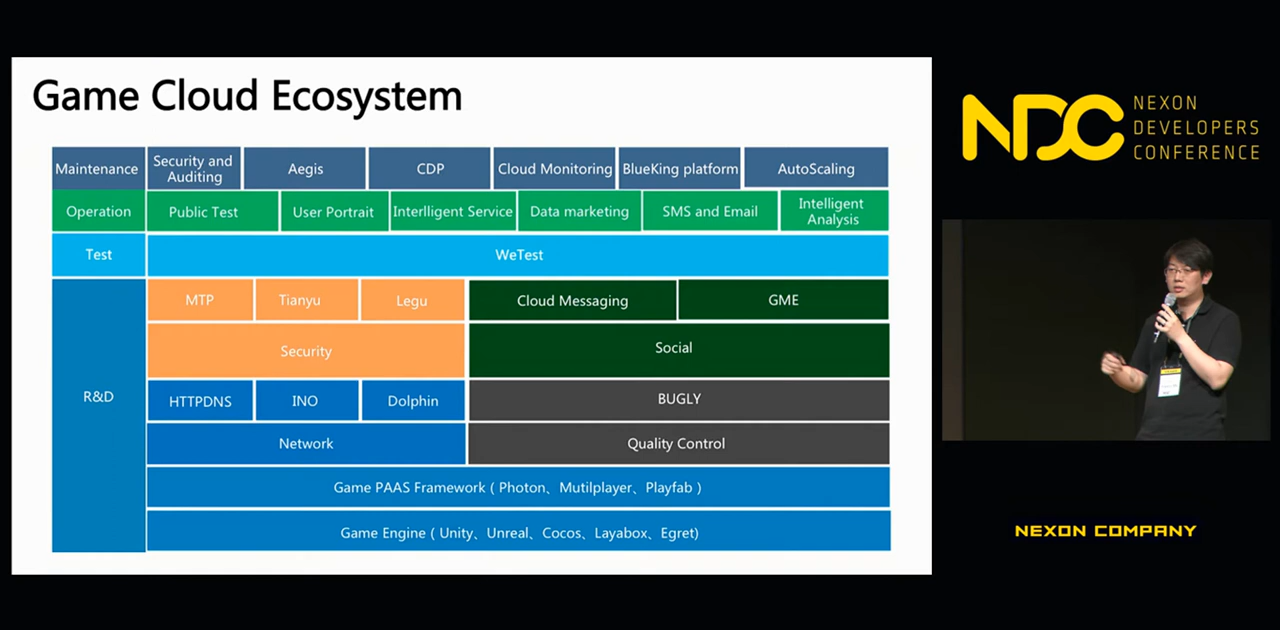 Game Cloud Ecosystem
NDC
NEXON
DEVELOPERS
CONFERENCE
Maintenance
Security and
Auditing
Aegis
CDP
Cloud Monitoring
BlueKing platform
AutoScaling
Operation
Public Test
User Portrait
Interlligent Service
Data marketing
SMS and Email
Intelligent
Analysis
Test
WeTest
R&D
MTP
Tianyu
Legu
Cloud Messaging
GME
Security
Social
HTTPDNS
INO
Dolphin
BUGLY
Network
Quality Control
Game PAAS Framework ( Photon、Mutilplayer、Playfab )
Game Engine ( Unity、Unreal、Cocos、Layabox、Egret)
NEXON COMPANY